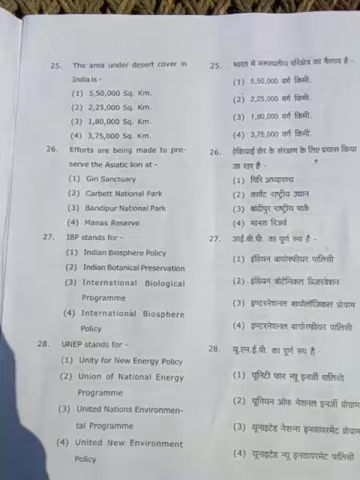 25. The area under desert cover in
India is -
(1) 5,50,000 Sq. Km.
(2) 2,25,000 Sq. Km.
(3) 1,80,000 Sq. Km.
(4) 3,75,000 Sq. Km.
26. Efforts are being made to pre-
serve the Asiatic lion at -
(1) Giri Sanctuary
(2) Carbett National Park
(3) Bandipur National Park
(4) Manas Reserve
27. IBP stands for -
(1) Indian Biosphere Policy
(2) Indian Botanical Preservation
(3) International Biological
Programme
(4) International Biosphere
Policy
28. UNEP stands for -
(1) Unity for New Energy Policy
(2) Union of National Energy
Programme
(3) United Nations Environmen-
tal Programme
(4) United New Environment
Policy
25. भारत में मरूस्थलीय परिक्षेत्र का फैलाव है -
(1) 5,50,000 वर्ग किमी.
(2) 2,25,000 वर्ग किमी.
(3) 1,80,000 वर्ग किमी.
(4) 3,75,000 वर्ग किमी.
26. ऐशियाई शेर के संरक्षण के लिए प्रयास किया
जा रहा है -
(1) गिरि अभ्यारण्य
(2) कार्बेट राष्ट्रीय उद्यान
(3) बांदीपुर राष्ट्रीय पार्क
(4) मानस रिजर्व
27. आई.बी.पी. का पूर्ण रूप है -
(1) इंडियन बायोस्फीयर पालिसी
(2) इंडियन बोटेनिकल प्रिजरवेशन
(3) इण्टरनेशनल बायोलॉजिकल प्रोग्राम
(4) इण्टरनेशनल बायोस्फीयर पालिसी
28. यू.एन.ई.पी. का पूर्ण रूप है -
(1) यूनिटी फार न्यू इनर्जी पालिसी
(2) यूनियन ऑफ नेशनल इनर्जी प्रोग्राम
(3) यूनाइटेड नेशन्स इनवायरमेंट प्रोग्राम
(4) यूनाइटेड न्यू इनवायरमेंट पालिसी